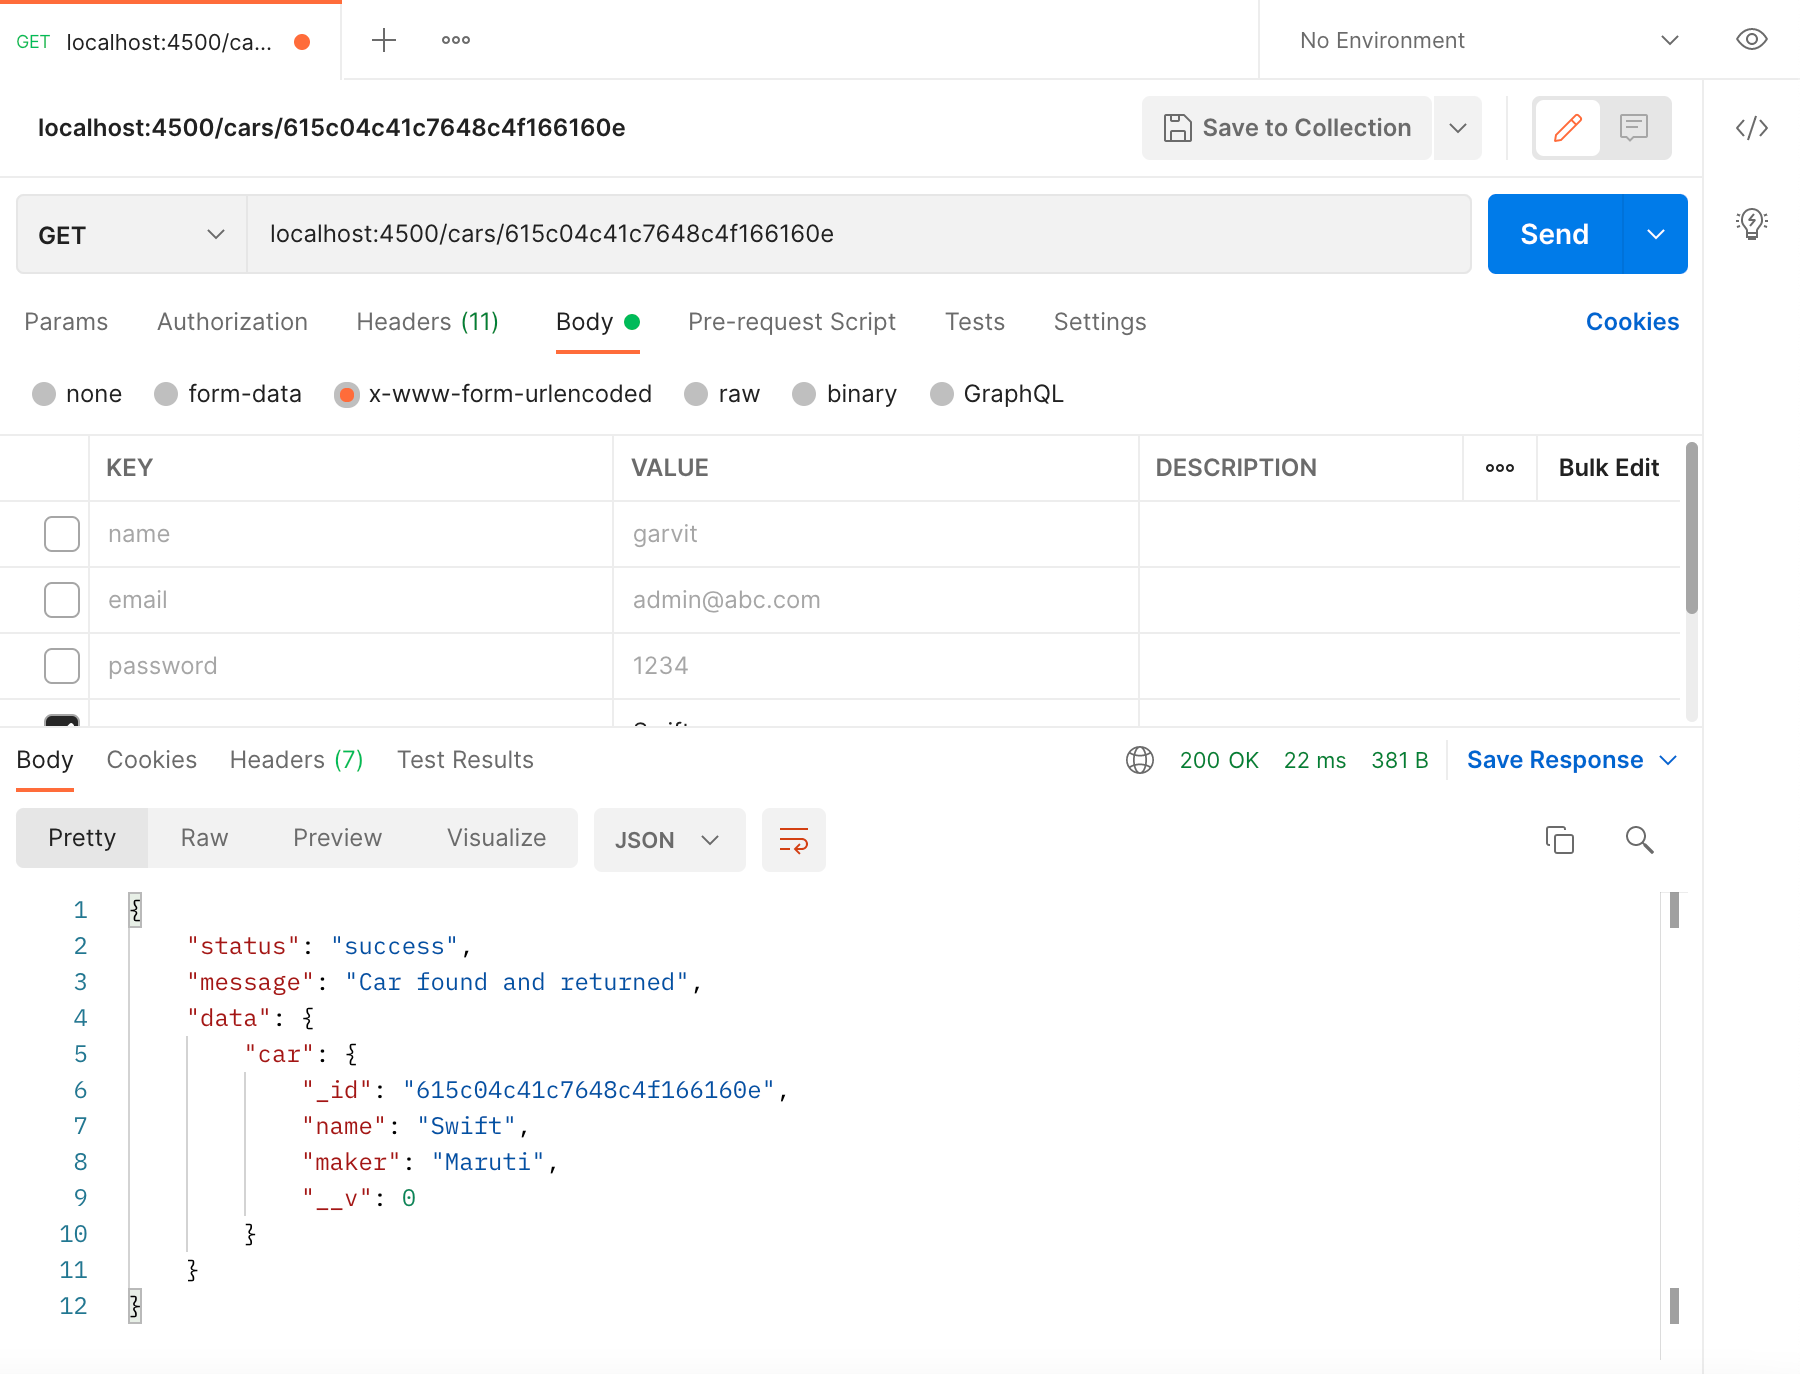 GET localhost:4500/ca...
No Environment
localhost:4500/cars/615c04c41c7648c4f166160e
Save to Collection
GET
localhost:4500/cars/615c04c41c7648c4f166160e
Send
Params Authorization Headers (11) Body Pre-request Script Tests Settings Cookies
none form-data x-www-form-urlencoded raw binary GraphQL
KEY VALUE DESCRIPTION Bulk Edit
name garvit
email admin@abc.com
password 1234
Body Cookies Headers (7) Test Results 200 OK 22 ms 381 B Save Response
Pretty Raw Preview Visualize JSON
1 {
2 "status": "success",
3 "message": "Car found and returned",
4 "data": {
5 "car": {
6 "_id": "615c04c41c7648c4f166160e",
7 "name": "Swift",
8 "maker": "Maruti",
9 "__v": 0
10 }
11 }
12 }